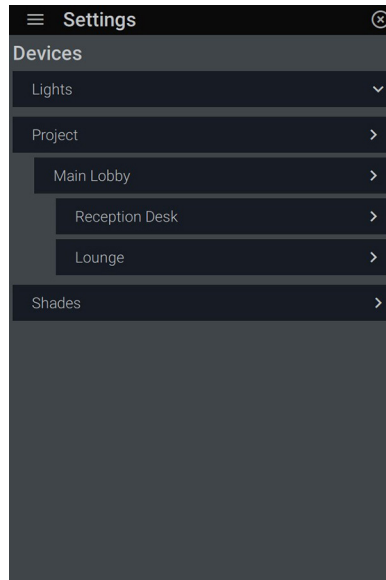 Settings
Devices
Lights
Project
Main Lobby
Reception Desk
Lounge
Shades